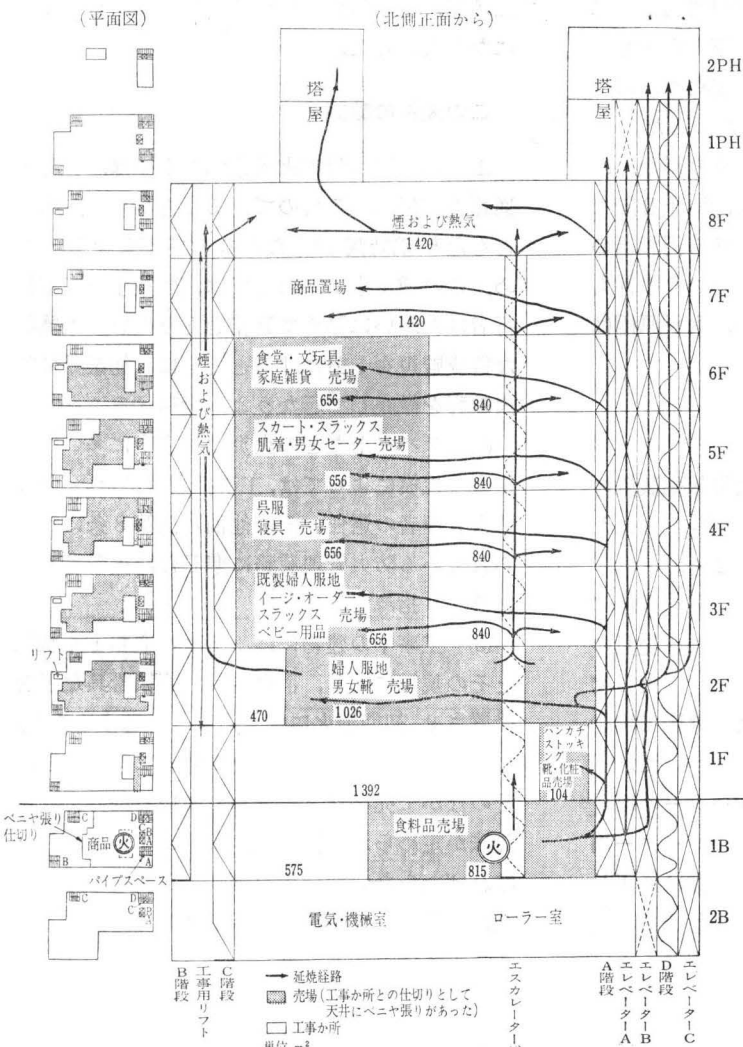 (平面図)
(北側正面から)
2PH
塔屋
塔屋
1PH
8F
煙および熱気
1420
7F
商品置場
1420
煙および熱気
6F
食堂・文玩具
家庭雑貨 売場
656
840
5F
スカート・スラックス
肌着・男女セーター売場
656
840
4F
呉服
寝具 売場
656
840
3F
既製婦人服地
イージ・オーダー
スラックス 売場
ベビー用品
656
840
リフト
2F
婦人服地
男女靴 売場
470
1026
1F
ハンカチ
ストッキ
ング
靴・化粧
品売場
104
1392
ベニヤ張り
仕切り
C
D
商品
火
B
A
B
A
1B
食料品売場
火
575
815
パイプスペース
C
D
C
B
2B
電気・機械室
ローラー室
B階段
工事用リフト
C階段
エスカレーター
A階段
エレベーターA
エレベーターB
D階段
エレベーターC
延焼経路
売場(工事か所との仕切りとして
天井にベニヤ張りがあった)
工事か所
単位